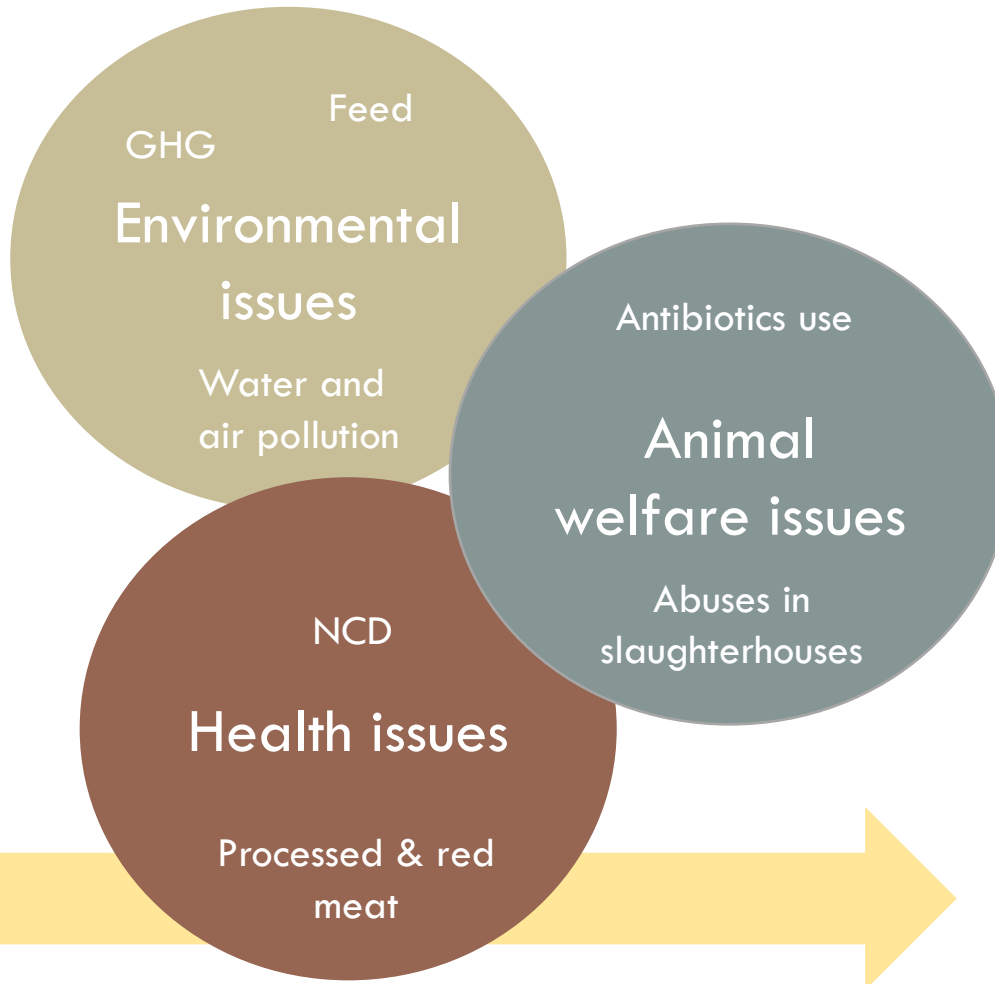 Feed
GHG
Environmental
issues
Water and
air pollution
Antibiotics use
Animal
welfare issues
Abuses in
slaughterhouses
NCD
Health issues
Processed & red
meat